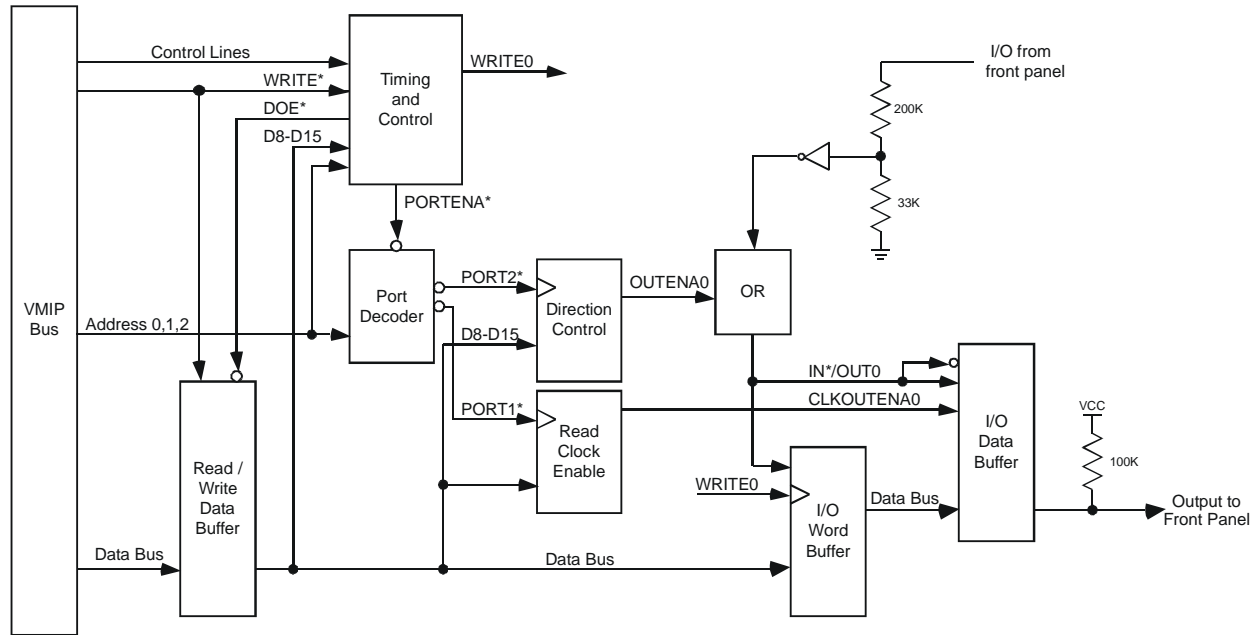 VMIP
Bus
Control Lines
WRITE*
DOE*
D8-D15
Timing
and
Control
WRITE0
PORTENA*
I/O from
front panel
200K
33K
Port
Decoder
Address 0,1,2
PORT2*
D8-D15
PORT1*
Direction
Control
OUTENA0
OR
Read
Clock
Enable
IN*/OUT0
CLKOUTENA0
Read /
Write
Data
Buffer
Data Bus
Data Bus
WRITE0
I/O
Word
Buffer
Data Bus
I/O
Data
Buffer
VCC
100K
Output to
Front Panel